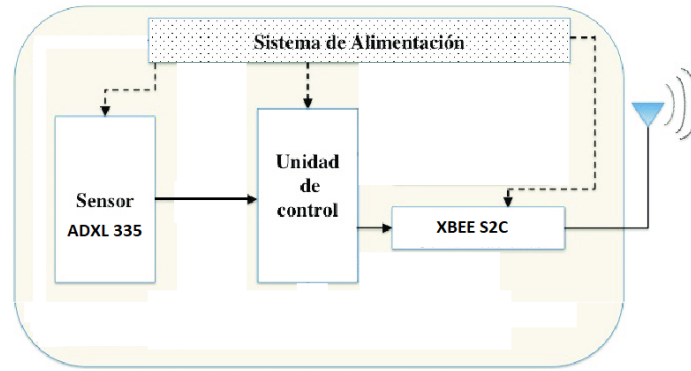 Sistema de Alimentación
Sensor
ADXL 335
Unidad
de
control
XBEE S2C